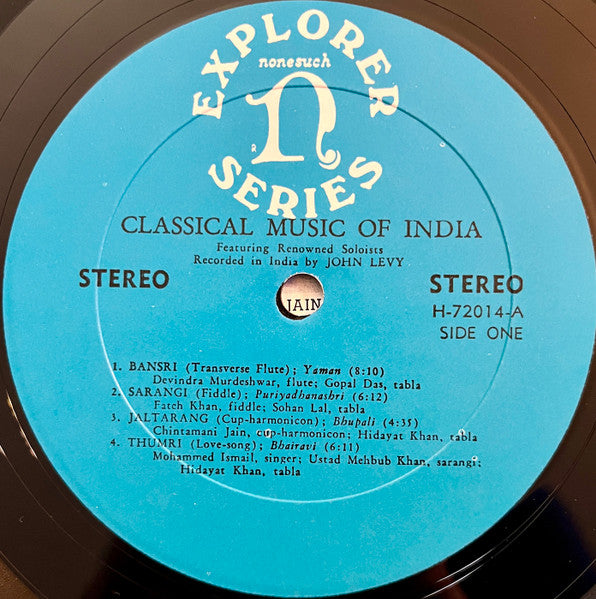 EXPLORER
nonesuch
n
SERIES
CLASSICAL MUSIC OF INDIA
Featuring Renowned Soloists
Recorded in India by JOHN LEVY
STEREO
STEREO
JAIN
H-72014-A
SIDE ONE
1. BANSRI (Transverse Flute); Yaman (8:10)
Devindra Murdeshwar, flute; Gopal Das, tabla
2. SARANGI (Fiddle); Puriyadhanashri (6:12)
Fateh Khan, fiddle; Sohan Lal, tabla
3. JALTARANG (Cup-harmonicon); Bhupali (4:35)
Chintamani Jain, cup-harmonicon; Hidayat Khan, tabla
4. THUMRI (Love-song); Bhairavi (6:11)
Mohammed Ismail, singer; Ustad Mehbub Khan, sarangi;
Hidayat Khan, tabla